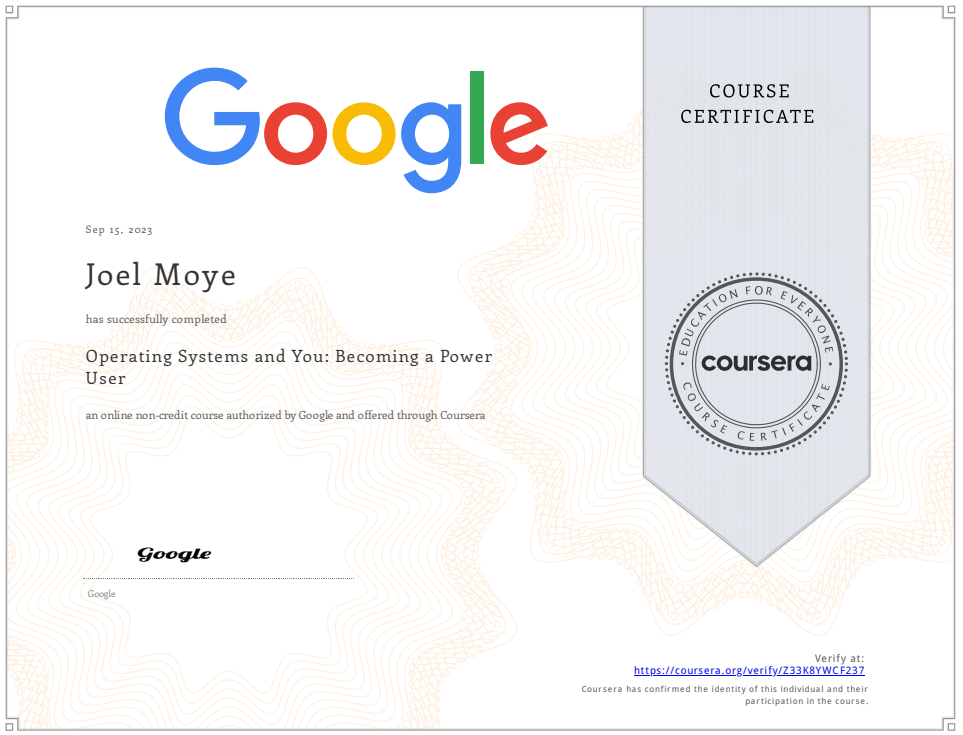 Google
COURSE
CERTIFICATE
Sep 15, 2023
Joel Moye
has successfully completed
Operating Systems and You: Becoming a Power
User
an online non-credit course authorized by Google and offered through Coursera
EDUCATION FOR EVERYONE
coursera
COURSE CERTIFICATE
Google
Google
Verify at:
https://coursera.org/verify/Z33K8YWCF237
Coursera has confirmed the identity of this individual and their
participation in the course.